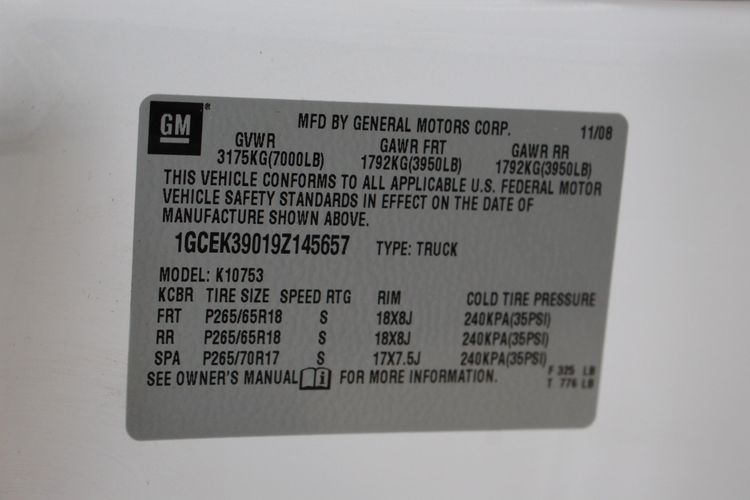 GM®
MFD BY GENERAL MOTORS CORP. 11/08
GVWR GAWR FRT GAWR RR
3175KG(7000LB) 1792KG(3950LB) 1792KG(3950LB)
THIS VEHICLE CONFORMS TO ALL APPLICABLE U.S. FEDERAL MOTOR
VEHICLE SAFETY STANDARDS IN EFFECT ON THE DATE OF
MANUFACTURE SHOWN ABOVE.
1GCEK39019Z145657 TYPE: TRUCK
MODEL: K10753
KCBR TIRE SIZE SPEED RTG RIM COLD TIRE PRESSURE
FRT P265/65R18 S 18X8J 240KPA(35PSI)
RR P265/65R18 S 18X8J 240KPA(35PSI)
SPA P265/70R17 S 17X7.5J 240KPA(35PSI)
SEE OWNER'S MANUAL i FOR MORE INFORMATION. F 325 LB
T 776 LB